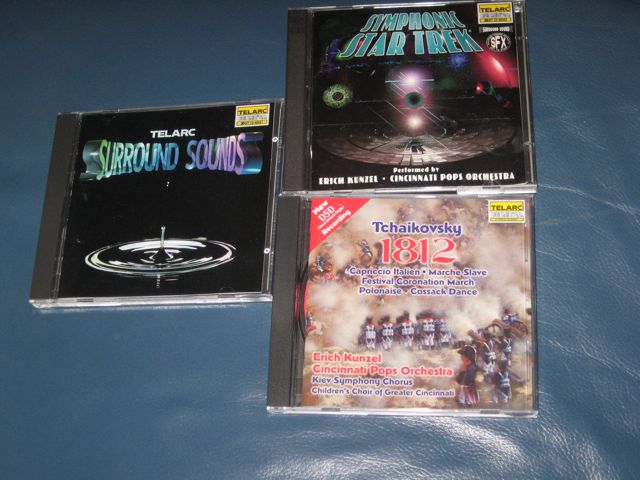 TELARC
SYMPHONIC
STAR TREK
SFX
Performed by
ERICH KUNZEL • CINCINNATI POPS ORCHESTRA
TELARC
TELARC
SURROUND SOUNDS
New
DSD
Recording
TELARC
Tchaikovsky
1812
Capriccio Italien • Marche Slave
Festival Coronation March
Polonaise • Cossack Dance
Erich Kunzel
Cincinnati Pops Orchestra
Kiev Symphony Chorus
Children's Choir of Greater Cincinnati